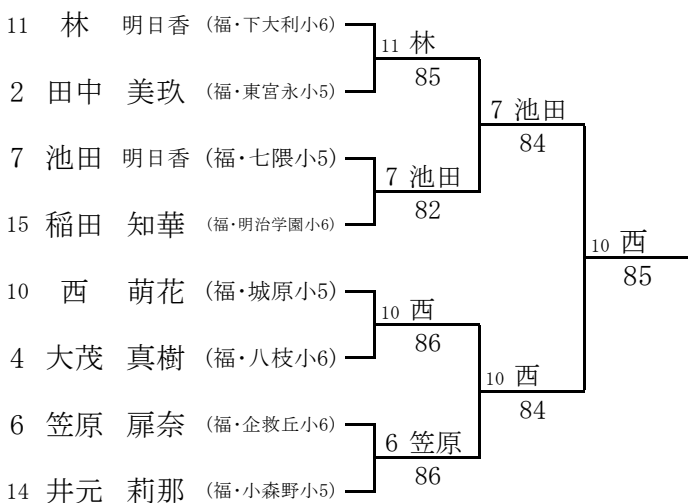 11 林 明日香 (福・下大利小6)
11 林
85
2 田中 美玖 (福・東宮永小5)
7 池田
84
7 池田 明日香 (福・七隈小5)
7 池田
82
15 稲田 知華 (福・明治学園小6)
10 西
85
10 西 萌花 (福・城原小5)
10 西
86
4 大茂 真樹 (福・八枝小6)
10 西
84
6 笠原 扉奈 (福・企救丘小6)
6 笠原
86
14 井元 莉那 (福・小森野小5)